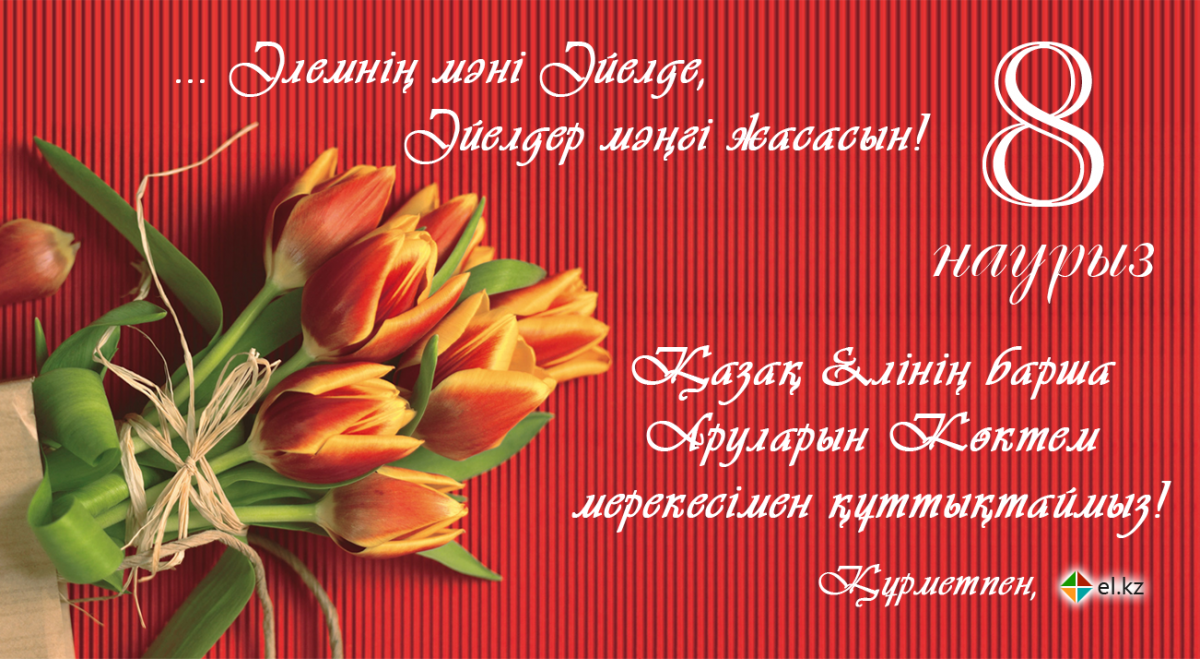 ... Әлемнің мәні Әйелде,
Әйелдер мәңгі жасасын!
8
наурыз
Қазақ Елінің барша
Аруларын Көктем
мерекесімен құттықтаймыз!
Құрметпен, el.kz